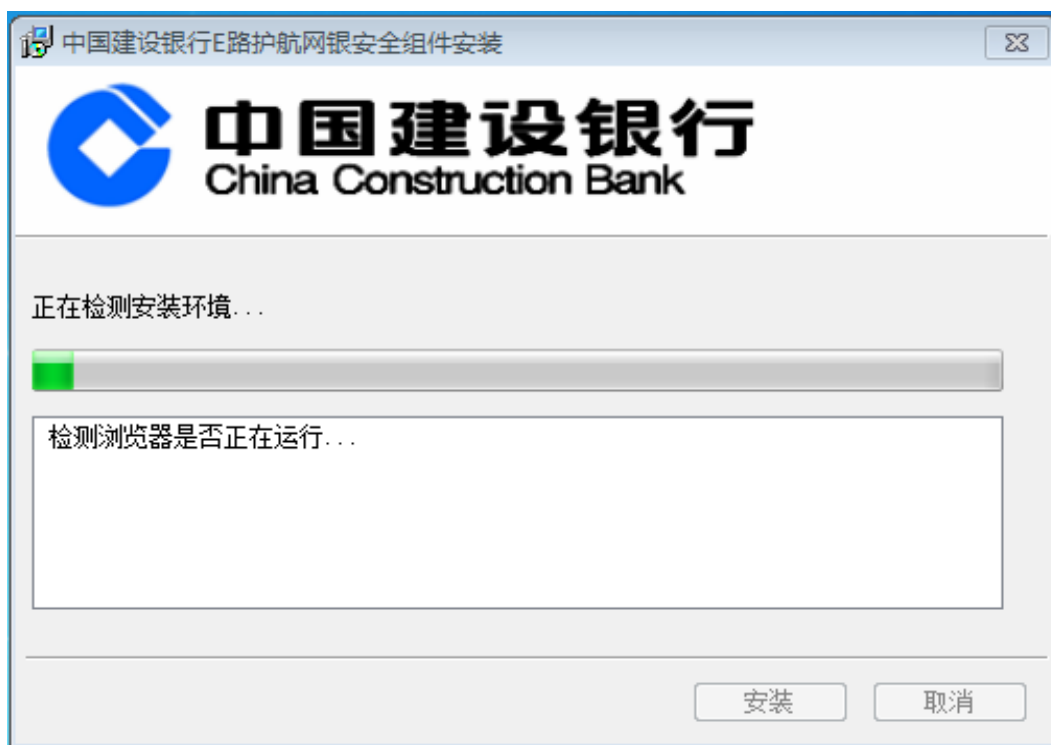 中国建设银行E路护航网银安全组件安装
中国建设银行
China Construction Bank
正在检测安装环境...
检测浏览器是否正在运行...
安装
取消